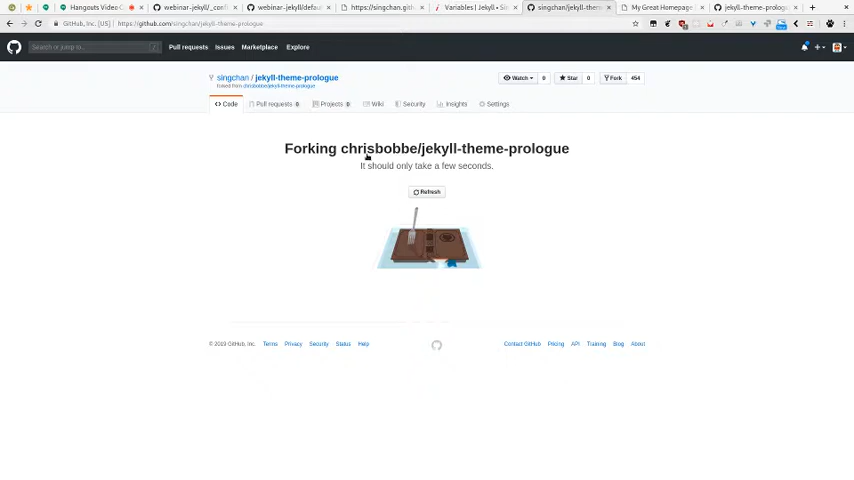 Hangouts Video C
webinar-jekyll/_conf
webinar-jekyll/defau
https://singchan.gith
Variables | Jekyll • Si
singchan/jekyll-them
My Great Homepage
jekyll-theme-prolog
GitHub, Inc. [US] | https://github.com/singchan/jekyll-theme-prologue
Search or jump to...
Pull requests
Issues
Marketplace
Explore
singchan / jekyll-theme-prologue
forked from chrisbobbe/jekyll-theme-prologue
Watch 0
Star 0
Fork 454
Code
Pull requests 0
Projects 0
Wiki
Security
Insights
Settings
Forking chrisbobbe/jekyll-theme-prologue
It should only take a few seconds.
Refresh
© 2019 GitHub, Inc.
Terms
Privacy
Security
Status
Help
Contact GitHub
Pricing
API
Training
Blog
About